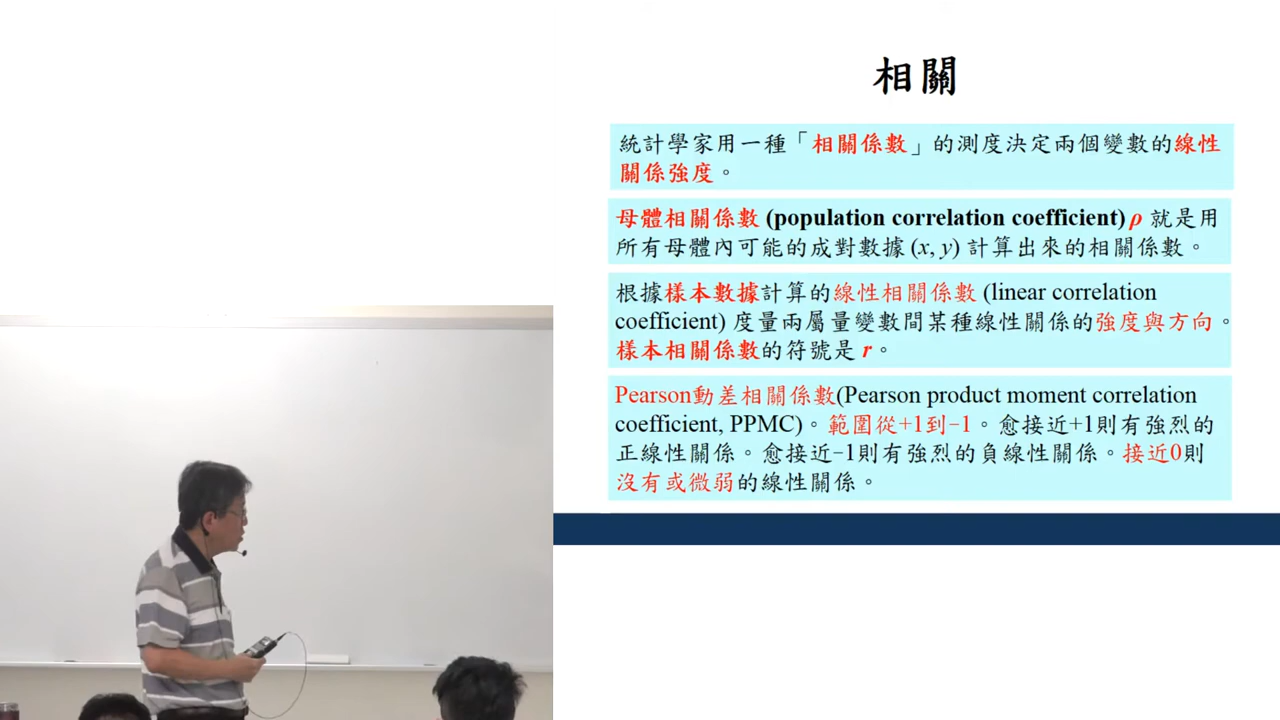 相關
統計學家用一種「相關係數」的測度決定兩個變數的線性
關係強度。
母體相關係數 (population correlation coefficient) ρ 就是用
所有母體內可能的成對數據 (x, y) 計算出來的相關係數。
根據樣本數據計算的線性相關係數 (linear correlation
coefficient) 度量兩屬量變數間某種線性關係的強度與方向。
樣本相關係數的符號是 r。
Pearson動差相關係數(Pearson product moment correlation
coefficient, PPMC)。範圍從+1到−1。愈接近+1則有強烈的
正線性關係。愈接近−1則有強烈的負線性關係。接近0則
沒有或微弱的線性關係。